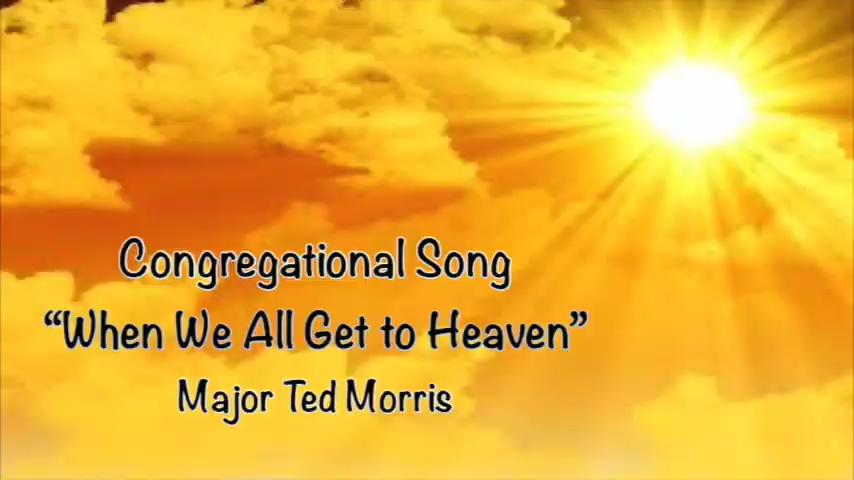 Congregational Song
“When We All Get to Heaven”
Major Ted Morris